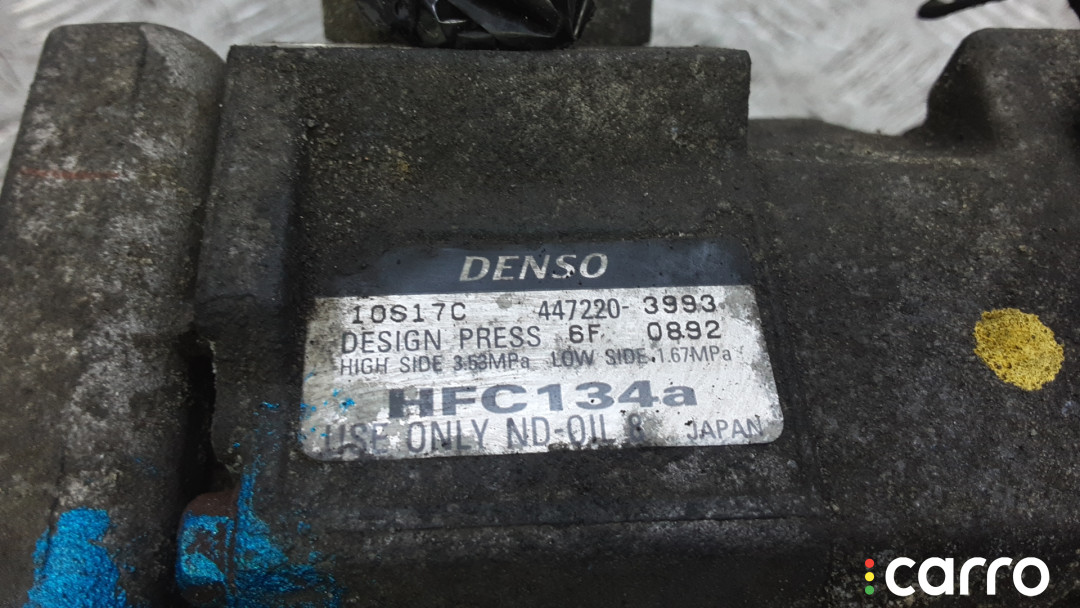 DENSO
10S17C 447220-3993
DESIGN PRESS 6F 0892
HIGH SIDE 3.53MPa LOW SIDE 1.67MPa
HFC134a
USE ONLY ND-OIL 8 JAPAN
carro